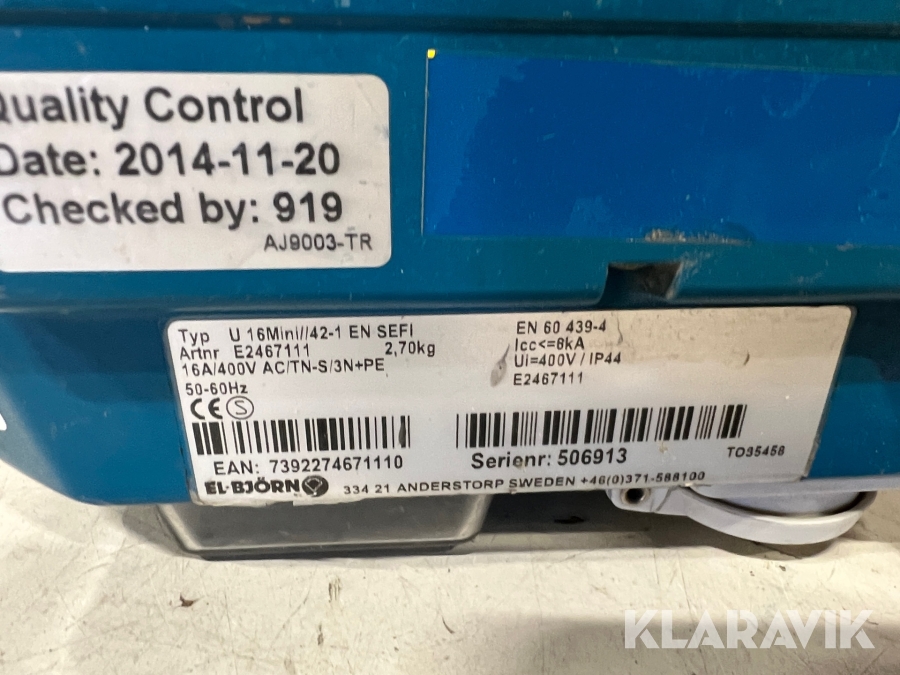 Quality Control
Date: 2014-11-20
Checked by: 919
AJ9003-TR
Typ U 16Mini//42-1 EN SEFI
Artnr E2467111 2,70kg
16A/400V AC/TN-S/3N+PE
50-60Hz
CE S
EN 60 439-4
Icc<=6kA
Ui=400V / IP44
E2467111
EAN: 7392274671110
Serienr: 506913
TO35456
EL-BJÖRN 334 21 ANDERSTORP SWEDEN +46(0)371-588100
KLARAVIK